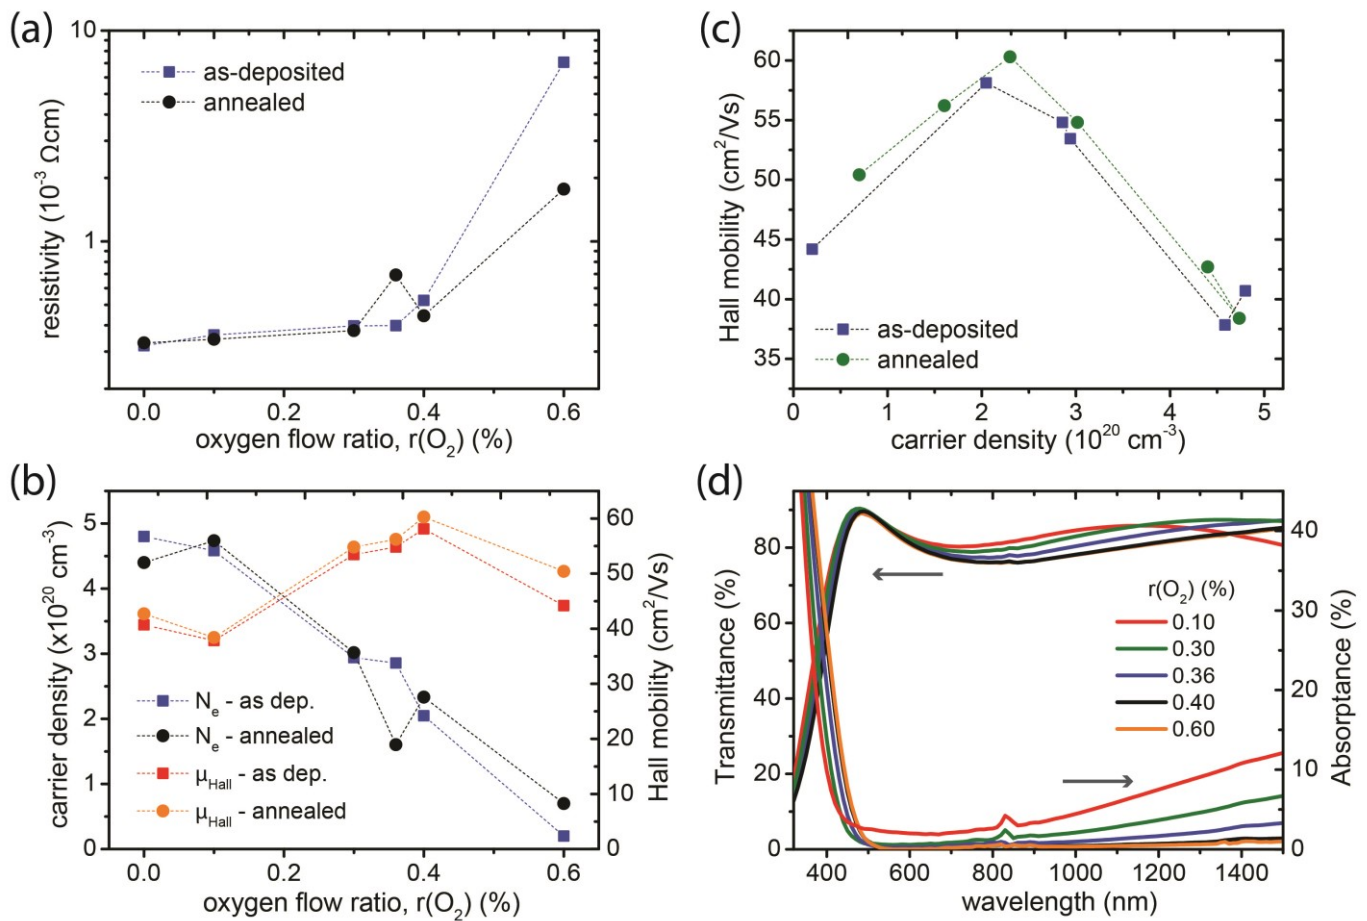 (a)
10
1
resistivity (10⁻³ Ωcm)
as-deposited
annealed
0.0 0.2 0.4 0.6
oxygen flow ratio, r(O₂) (%)
(c)
60
55
50
45
40
35
Hall mobility (cm²/Vs)
as-deposited
annealed
0 1 2 3 4 5
carrier density (10²⁰ cm⁻³)
(b)
5
4
3
2
1
0
carrier density (x10²⁰ cm⁻³)
Nₑ - as dep.
Nₑ - annealed
μHall - as dep.
μHall - annealed
60
50
40
30
20
10
0
Hall mobility (cm²/Vs)
0.0 0.2 0.4 0.6
oxygen flow ratio, r(O₂) (%)
(d)
80
60
40
20
0
Transmittance (%)
r(O₂) (%)
0.10
0.30
0.36
0.40
0.60
40
30
20
10
0
Absorptance (%)
400 600 800 1000 1200 1400
wavelength (nm)